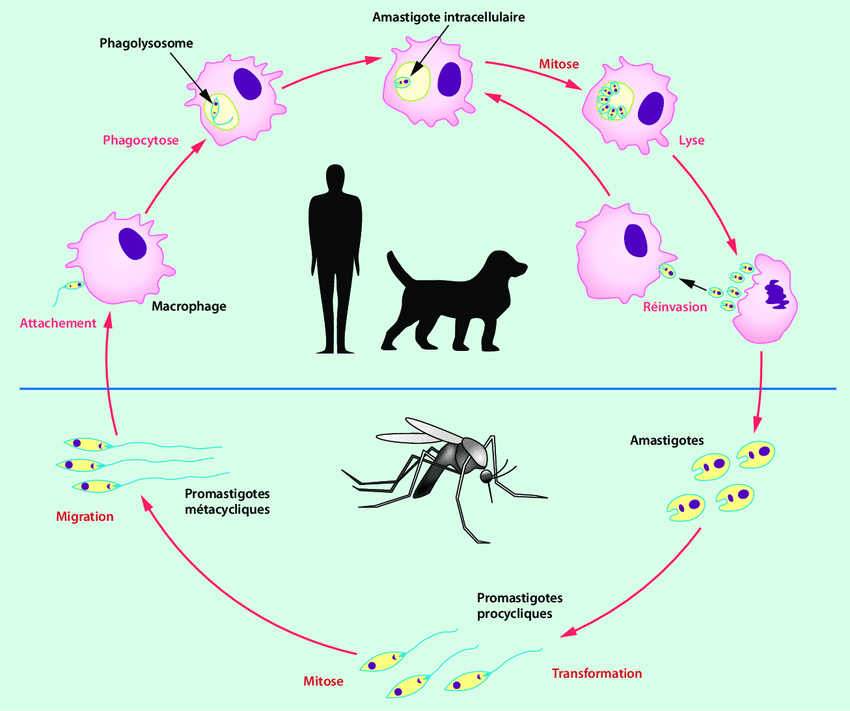 Amastigote intracellulaire
Phagolysosome
Mitose
Phagocytose
Lyse
Macrophage
Réinvasion
Attachement
Amastigotes
Promastigotes
métacycliques
Migration
Promastigotes
procycliques
Mitose
Transformation